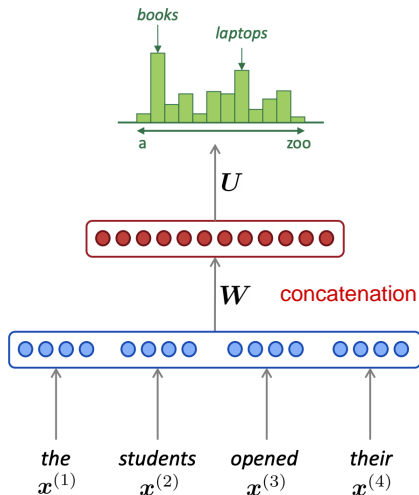 books
laptops
a zoo
U
W concatenation
the students opened their
x^{(1)} x^{(2)} x^{(3)} x^{(4)}